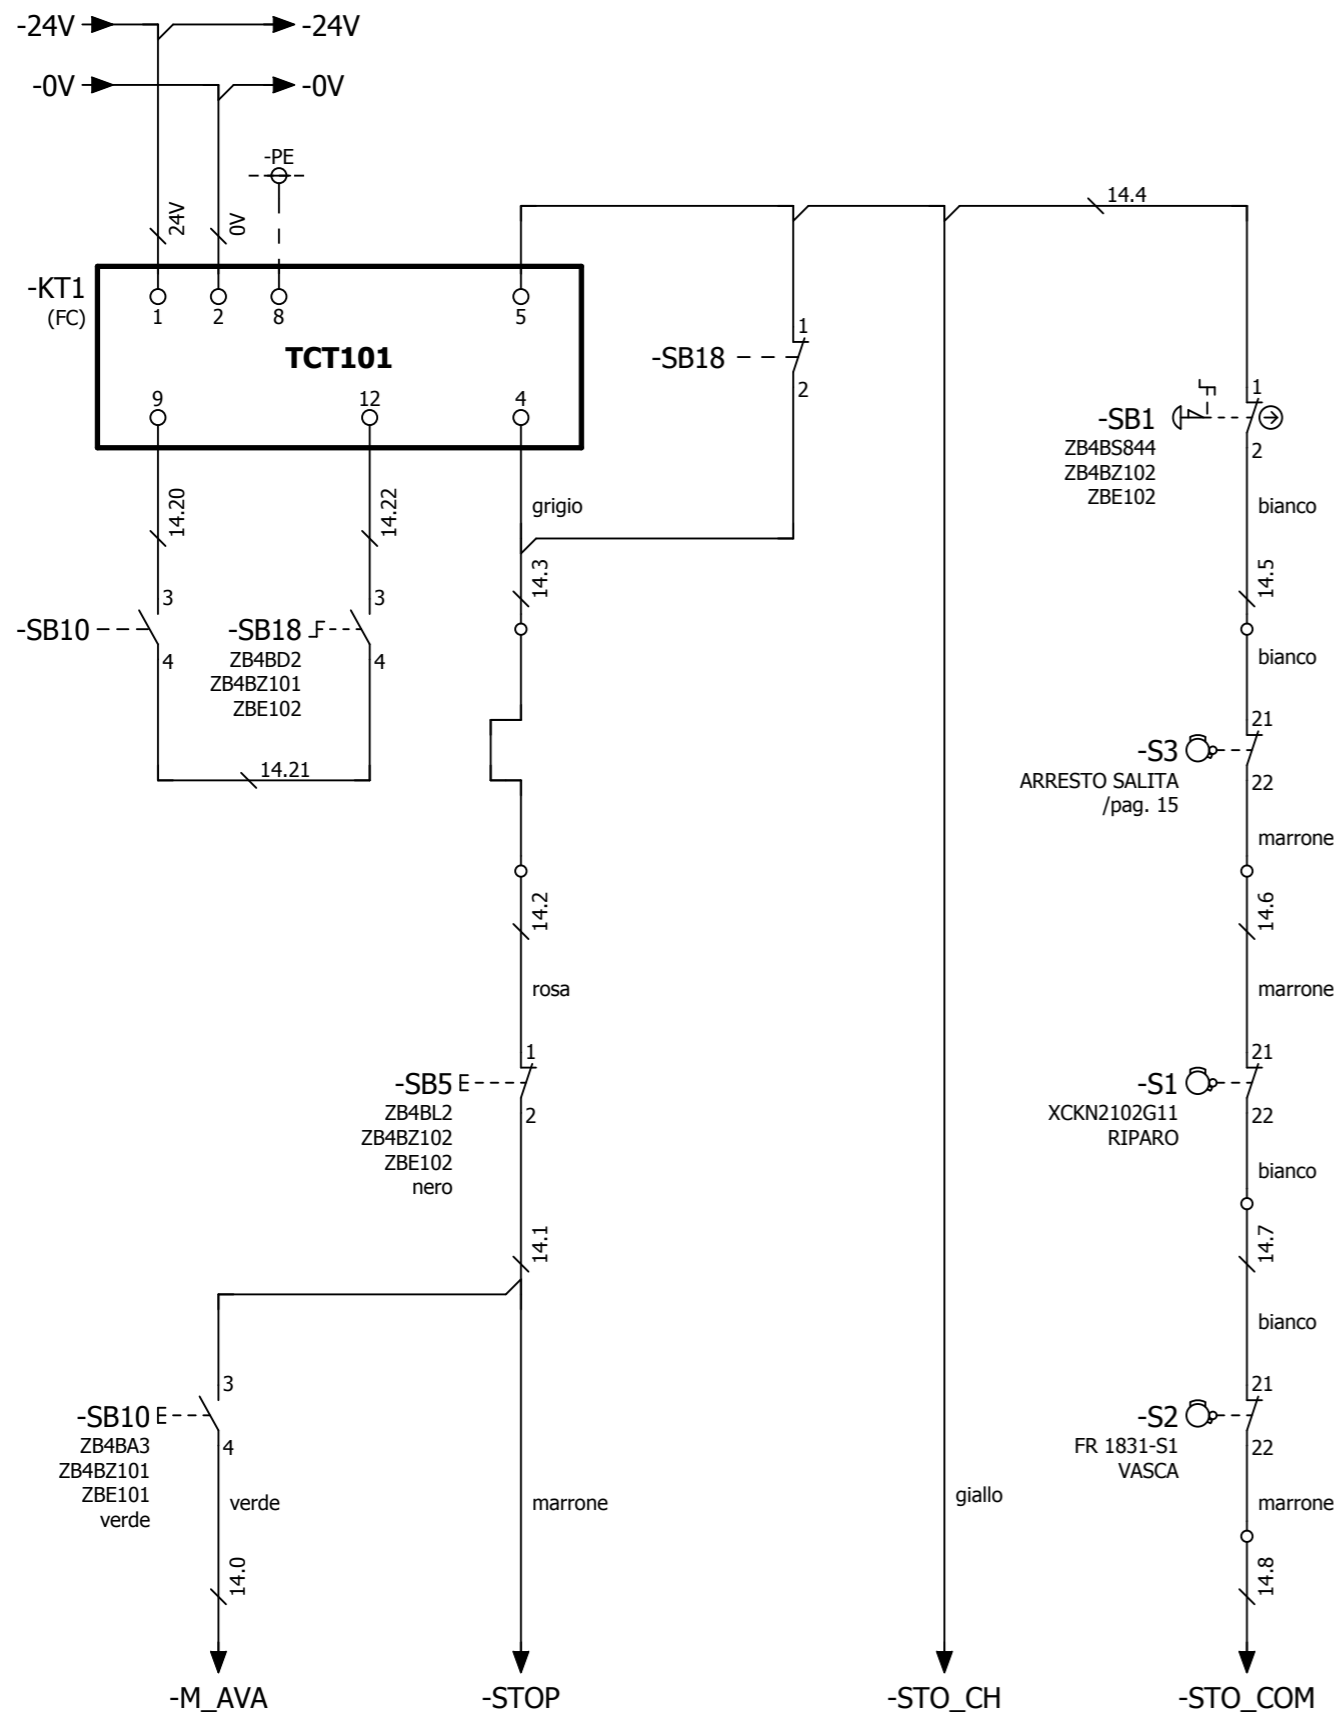 -24V
-24V
-0V
-0V
-PE
24V
0V
14.4
-KT1
(FC)
1
2
8
5
TCT101
9
12
4
-SB18
1
2
-SB1
ZB4BS844
ZB4BZ102
ZBE102
1
2
bianco
14.20
14.22
grigio
14.3
14.5
-SB10
3
4
-SB18
ZB4BD2
ZB4BZ101
ZBE102
3
4
bianco
14.21
-S3
ARRESTO SALITA
/pag. 15
21
22
marrone
14.2
14.6
rosa
marrone
-SB5
ZB4BL2
ZB4BZ102
ZBE102
nero
1
2
-S1
XCKN2102G11
RIPARO
21
22
bianco
14.1
14.7
bianco
-SB10
ZB4BA3
ZB4BZ101
ZBE101
verde
3
4
-S2
FR 1831-S1
VASCA
21
22
verde
marrone
giallo
marrone
14.0
14.8
-M_AVA
-STOP
-STO_CH
-STO_COM